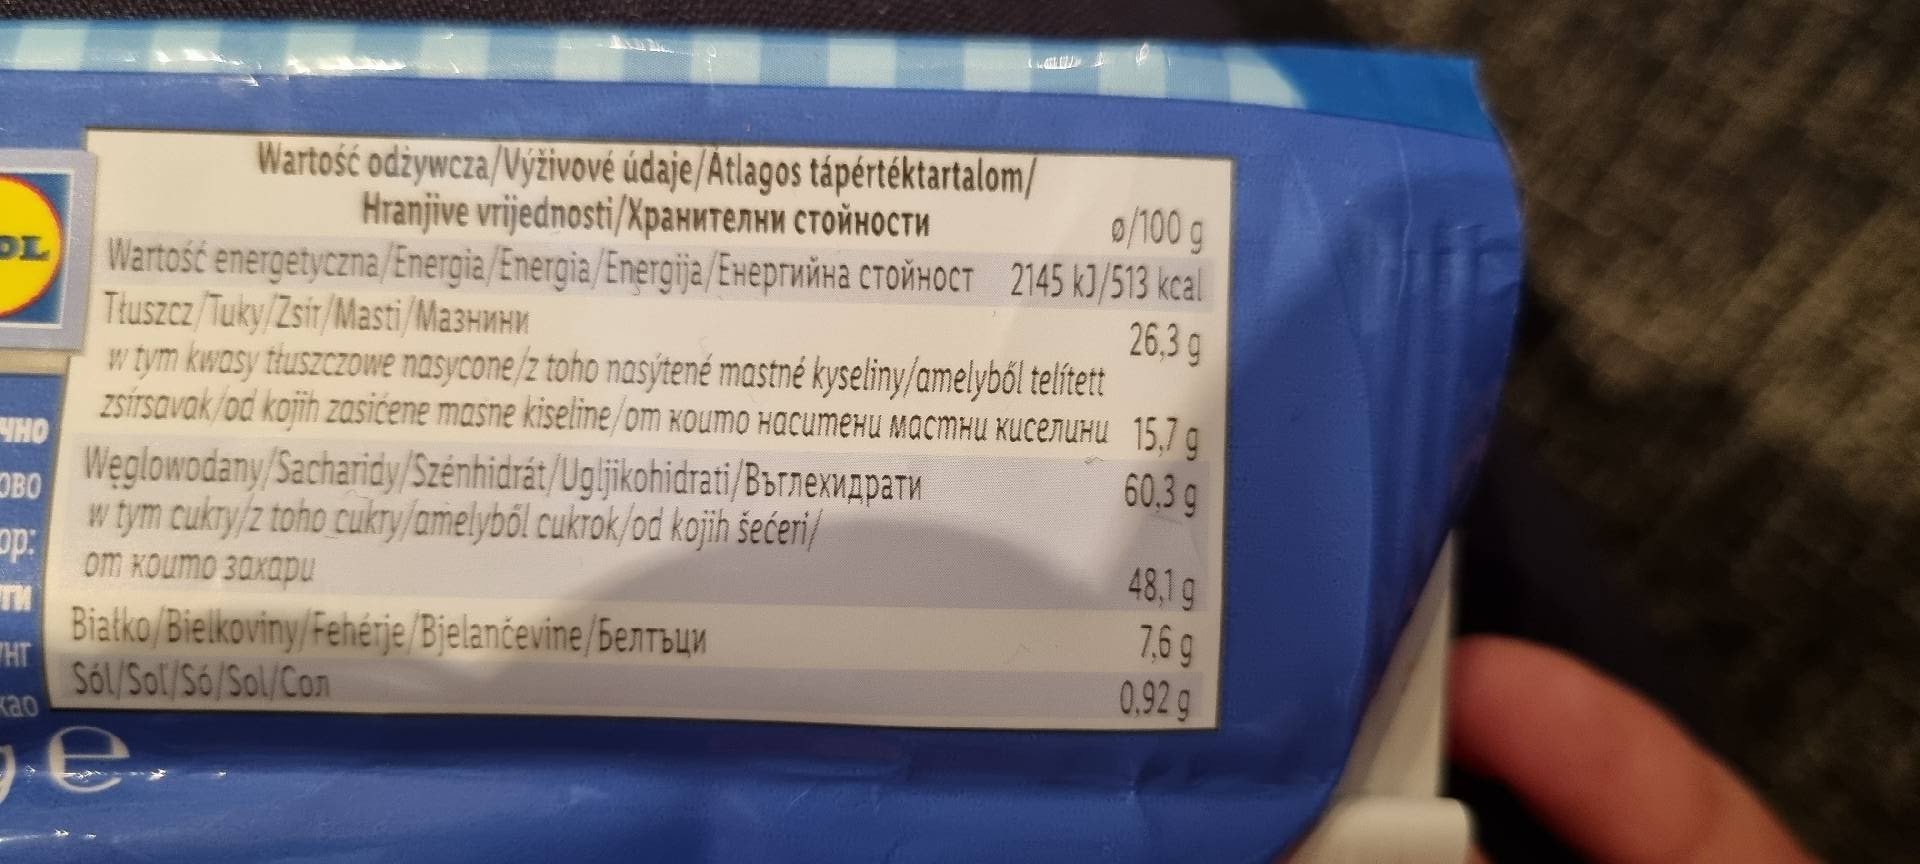 Wartość odżywcza/Výživové údaje/Átlagos tápértéktartalom/
Hranjive vrijednosti/Хранителни стойности ø/100 g
Wartość energetyczna/Energia/Energia/Energija/Енергийна стойност 2145 kJ/513 kcal
Tłuszcz/Tuky/Zsír/Masti/Мазнини 26,3 g
w tym kwasy tłuszczowe nasycone/z toho nasýtené mastné kyseliny/amelyből telített
zsírsavak/od kojih zasićene masne kiseline/от които наситени мастни киселини 15,7 g
Węglowodany/Sacharidy/Szénhidrát/Ugljikohidrati/Въглехидрати 60,3 g
w tym cukry/z toho cukry/amelyből cukrok/od kojih šećeri/
от които захари 48,1 g
Białko/Bielkoviny/Fehérje/Bjelančevine/Белтъци 7,6 g
Sól/Soľ/Só/Sol/Сол 0,92 g